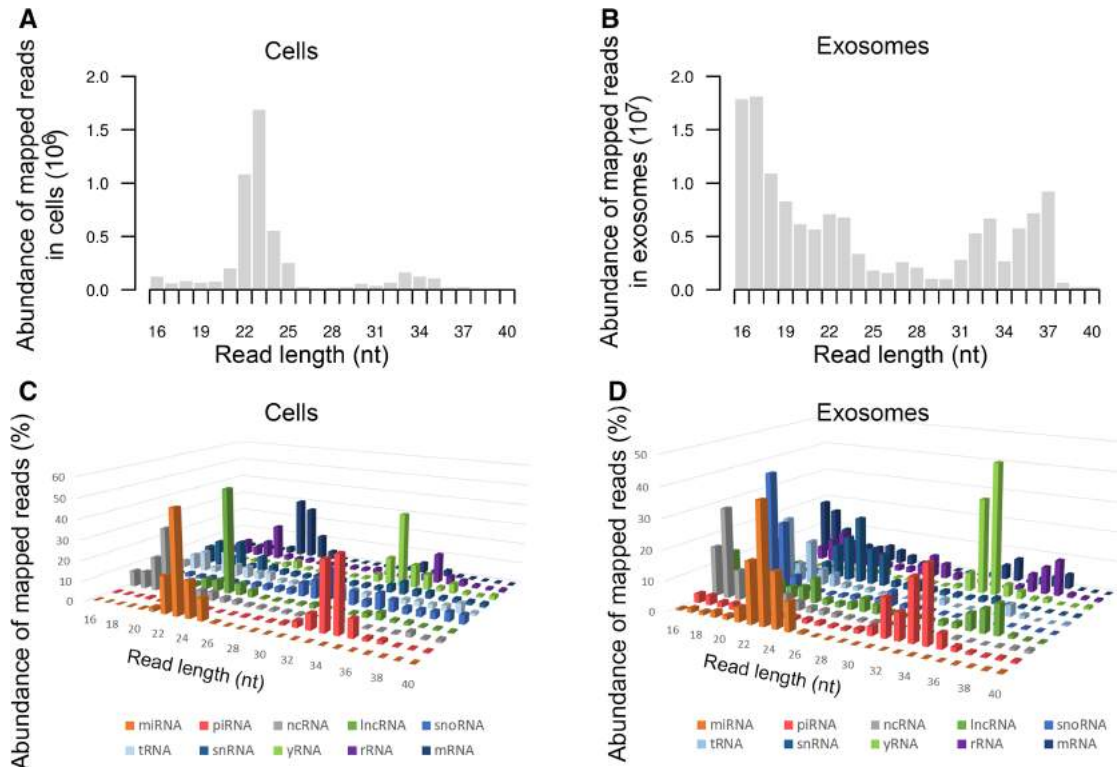 A
Cells
Abundance of mapped reads
in cells (10⁶)
2.0
1.5
1.0
0.5
0.0
16 19 22 25 28 31 34 37 40
Read length (nt)
B
Exosomes
Abundance of mapped reads
in exosomes (10⁷)
2.0
1.5
1.0
0.5
0.0
16 19 22 25 28 31 34 37 40
Read length (nt)
C
Cells
Abundance of mapped reads (%)
60
50
40
30
20
10
0
16 18 20 22 24 26 28 30 32 34 36 38 40
Read length (nt)
miRNA piRNA ncRNA lncRNA snoRNA
tRNA snRNA yRNA rRNA mRNA
D
Exosomes
Abundance of mapped reads (%)
50
40
30
20
10
0
16 18 20 22 24 26 28 30 32 34 36 38 40
Read length (nt)
miRNA piRNA ncRNA lncRNA snoRNA
tRNA snRNA yRNA rRNA mRNA